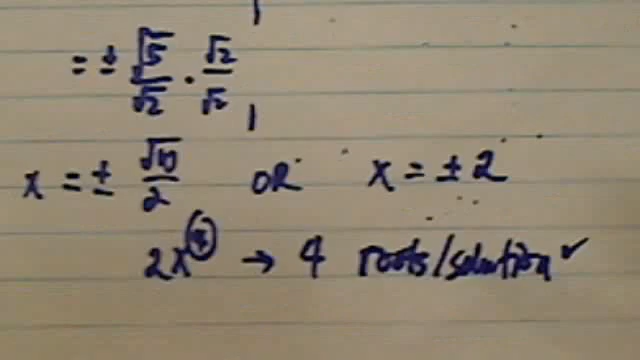 = ± √5/√2 · √2/√2
x = ± √10/2 OR x = ± 2
2x⁴ → 4 roots/solution ✓